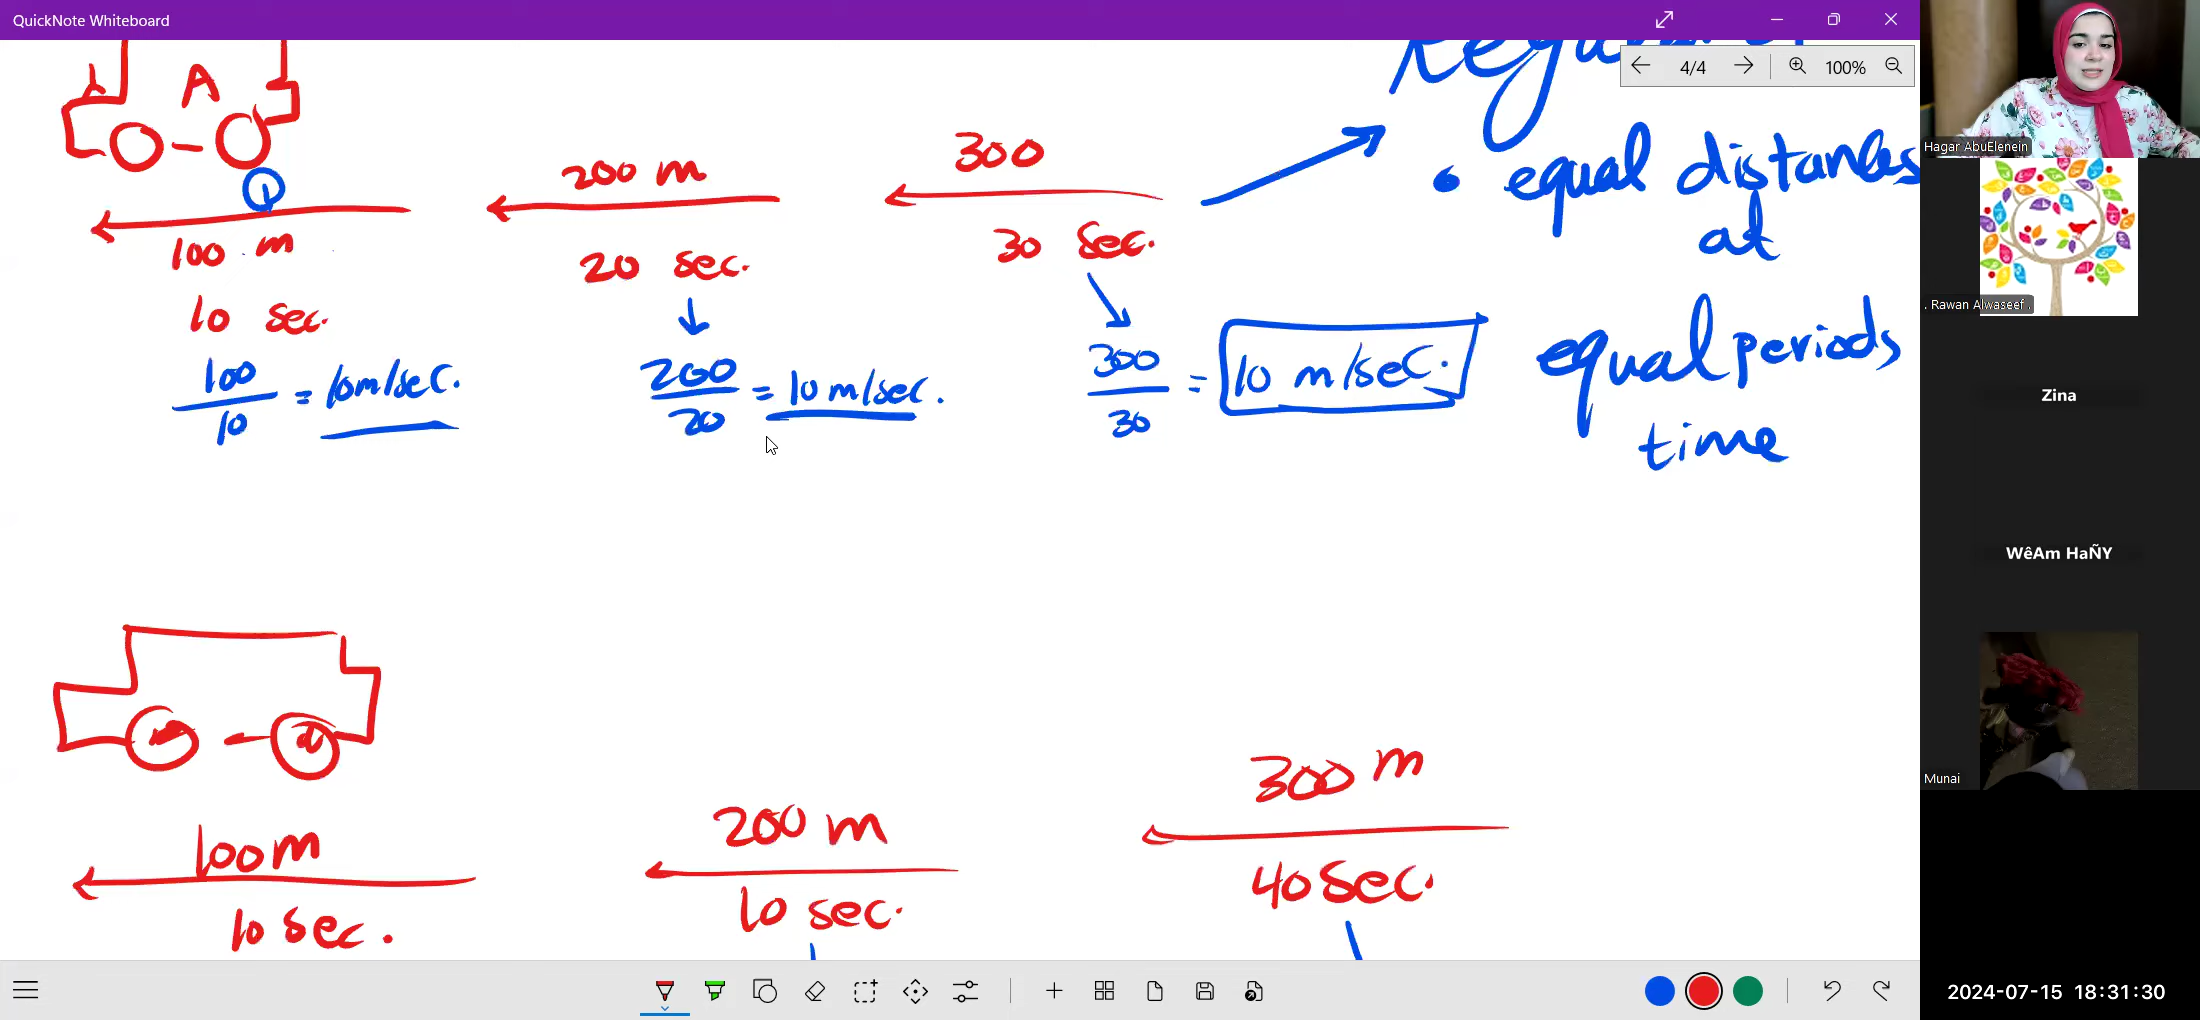 QuickNote Whiteboard
4/4
100%
A
1
100 m
10 sec.
100/10 = 10m/sec.
200 m
20 sec.
200/20 = 10 m/sec.
300
30 sec.
300/30 = 10 m/sec.
• equal distances
at
equal periods
time
100m
10 sec.
200 m
10 sec.
300 m
40 sec.
Hagar AbuElenein
. Rawan Alwaseef .
Zina
WêAm HaÑY
Munai
2024-07-15 18:31:30